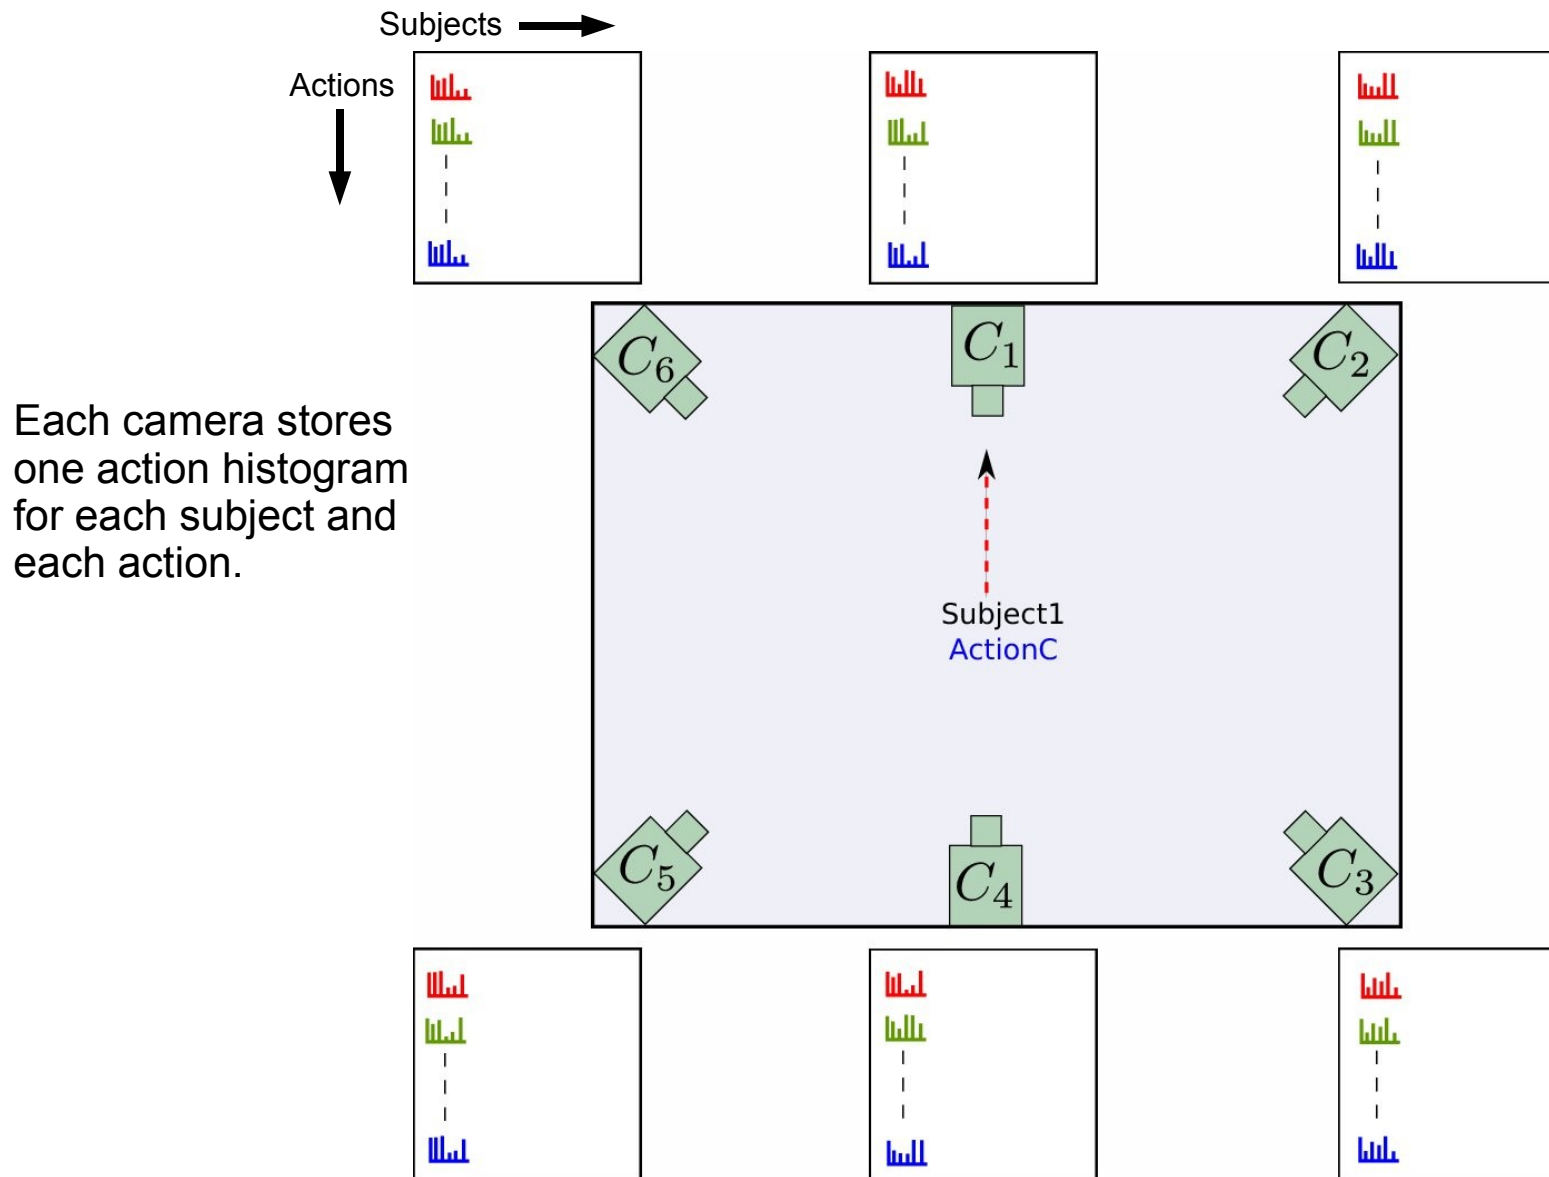 Subjects
Actions
C6
C1
C2
Each camera stores
one action histogram
for each subject and
each action.
Subject1
ActionC
C5
C4
C3